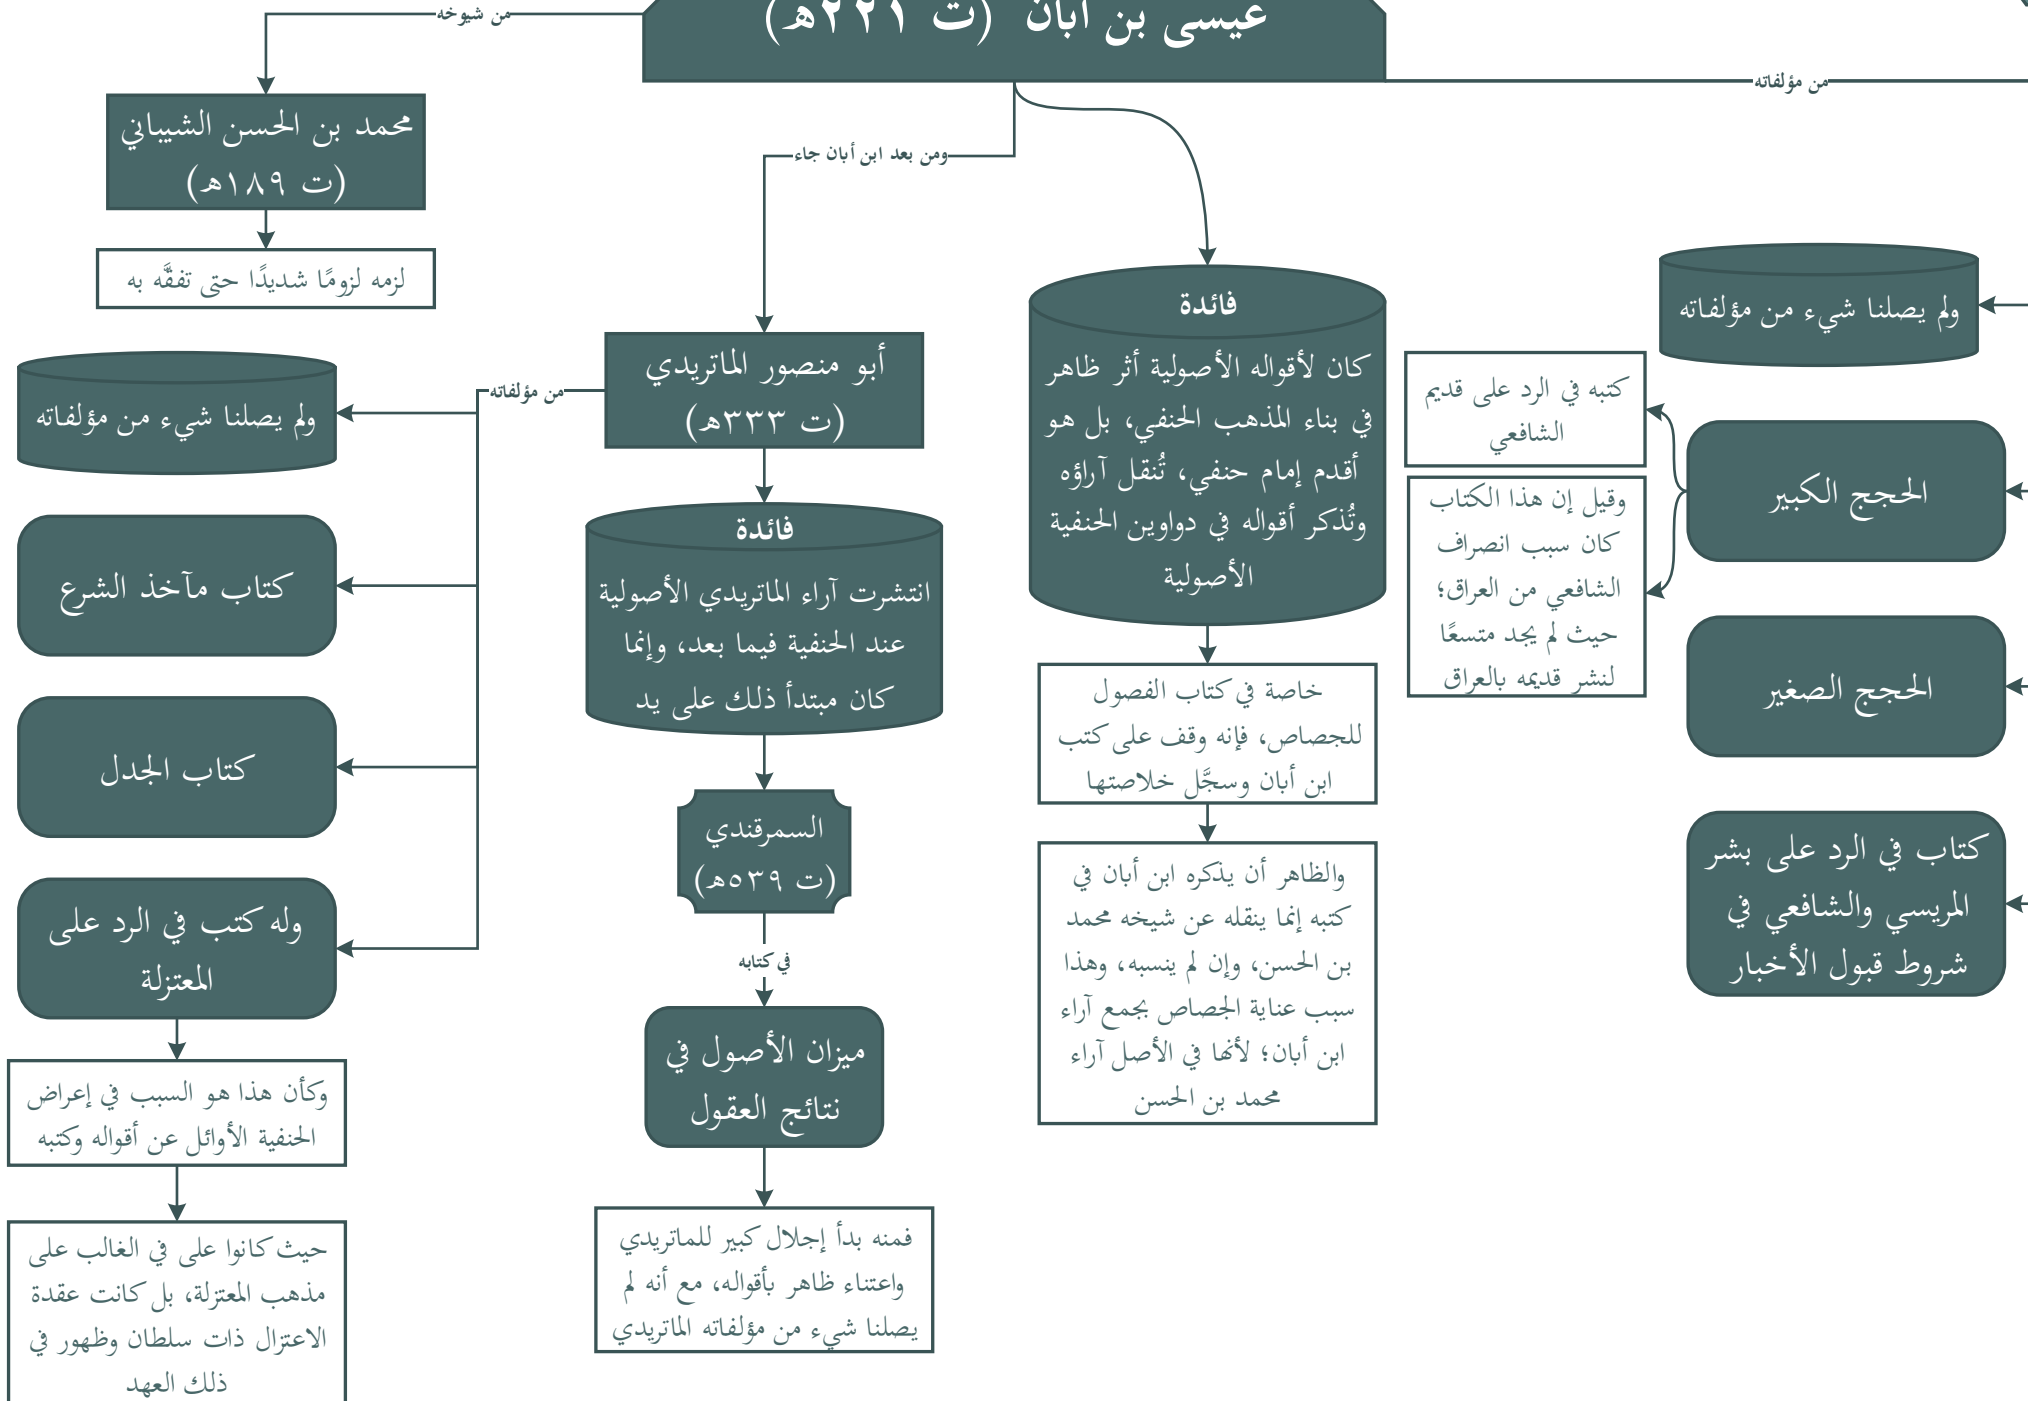 عيسى بن أبان (ت ٢٢١هـ)
من شيوخه
من مؤلفاته
محمد بن الحسن الشيباني
(ت ١٨٩هـ)
لزمه لزومًا شديدًا حتى تفقَّه به
ومن بعد ابن أبان جاء
ولم يصلنا شيء من مؤلفاته
الحجج الكبير
كتبه في الرد على قديم
الشافعي
وقيل إن هذا الكتاب
كان سبب انصراف
الشافعي من العراق؛
حيث لم يجد متسعًا
لنشر قديمه بالعراق
الحجج الصغير
كتاب في الرد على بشر
المريسي والشافعي في
شروط قبول الأخبار
فائدة
كان لأقواله الأصولية أثر ظاهر
في بناء المذهب الحنفي، بل هو
أقدم إمام حنفي، تُنقل آراؤه
وتُذكر أقواله في دواوين الحنفية
الأصولية
خاصة في كتاب الفصول
للجصاص، فإنه وقف على كتب
ابن أبان وسجَّل خلاصتها
والظاهر أن يذكره ابن أبان في
كتبه إنما ينقله عن شيخه محمد
بن الحسن، وإن لم ينسبه، وهذا
سبب عناية الجصاص بجمع آراء
ابن أبان؛ لأنها في الأصل آراء
محمد بن الحسن
أبو منصور الماتريدي
(ت ٣٣٣هـ)
من مؤلفاته
فائدة
انتشرت آراء الماتريدي الأصولية
عند الحنفية فيما بعد، وإنما
كان مبتدأ ذلك على يد
السمرقندي
(ت ٥٣٩هـ)
في كتابه
ميزان الأصول في
نتائج العقول
فمنه بدأ إجلال كبير للماتريدي
واعتناء ظاهر بأقواله، مع أنه لم
يصلنا شيء من مؤلفاته الماتريدي
ولم يصلنا شيء من مؤلفاته
كتاب مآخذ الشرع
كتاب الجدل
وله كتب في الرد على
المعتزلة
وكأن هذا هو السبب في إعراض
الحنفية الأوائل عن أقواله وكتبه
حيث كانوا على في الغالب على
مذهب المعتزلة، بل كانت عقدة
الاعتزال ذات سلطان وظهور في
ذلك العهد